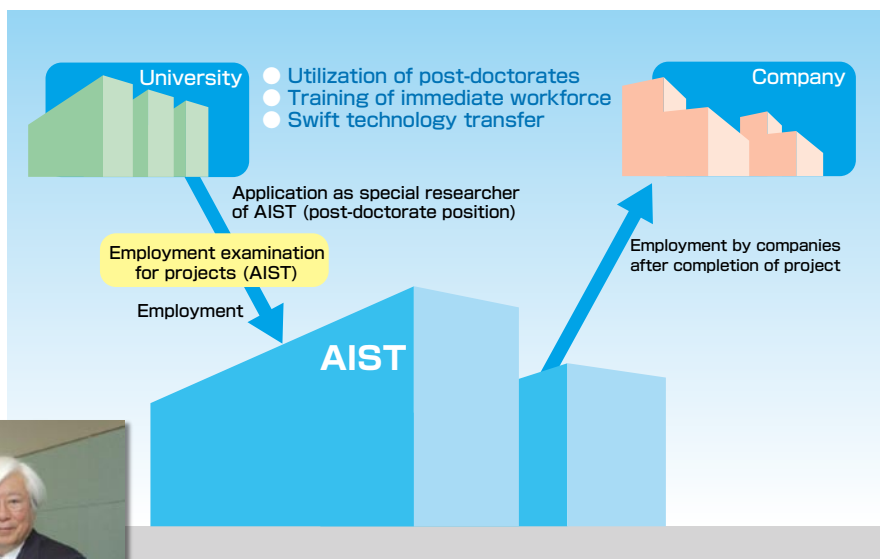 University
● Utilization of post-doctorates
● Training of immediate workforce
● Swift technology transfer
Company
Application as special researcher
of AIST (post-doctorate position)
Employment examination
for projects (AIST)
Employment
Employment by companies
after completion of project
AIST